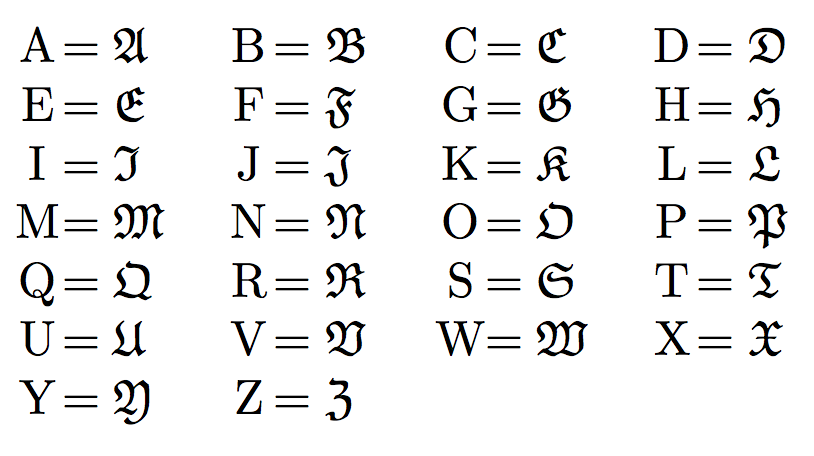 A = 𝔄 B = 𝔅 C = ℭ D = 𝔇
E = 𝔈 F = 𝔉 G = 𝔊 H = ℌ
I = ℑ J = 𝔍 K = 𝔎 L = 𝔏
M = 𝔐 N = 𝔑 O = 𝔒 P = 𝔓
Q = 𝔔 R = ℜ S = 𝔖 T = 𝔗
U = 𝔘 V = 𝔙 W = 𝔚 X = 𝔛
Y = 𝔜 Z = ℨ